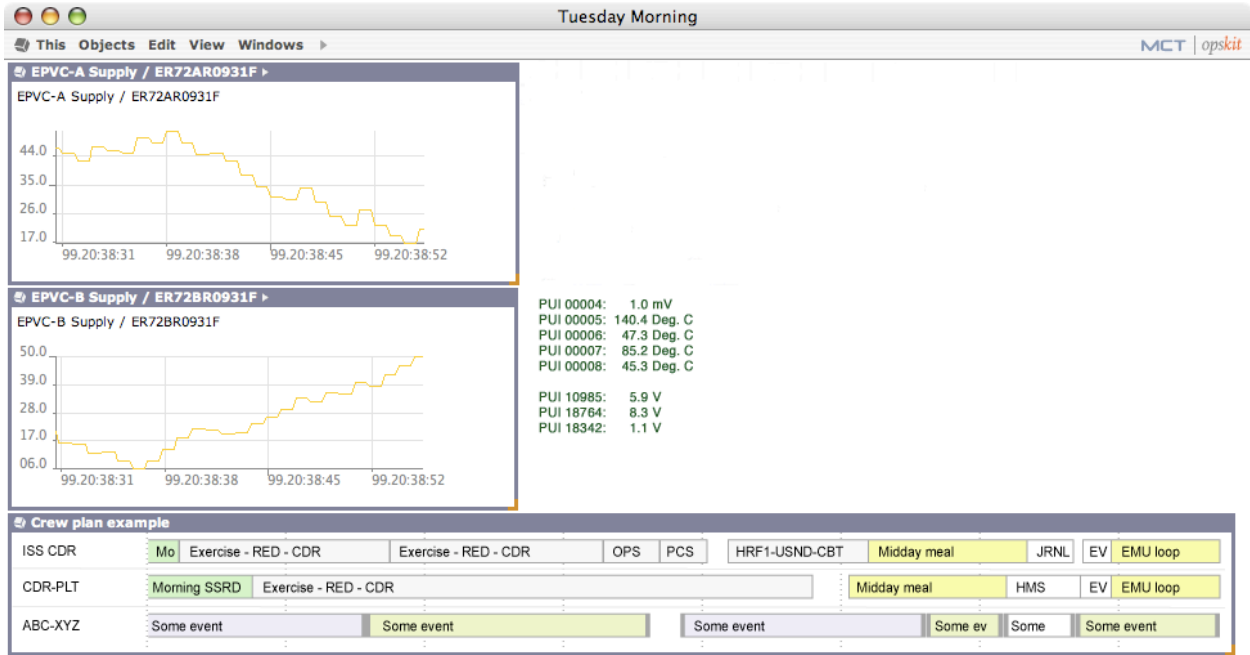 Tuesday Morning
This Objects Edit View Windows
MCT | opskit
EPVC-A Supply / ER72AR0931F
EPVC-A Supply / ER72AR0931F
44.0
35.0
26.0
17.0
99.20:38:31 99.20:38:38 99.20:38:45 99.20:38:52
EPVC-B Supply / ER72BR0931F
EPVC-B Supply / ER72BR0931F
50.0
39.0
28.0
17.0
06.0
99.20:38:31 99.20:38:38 99.20:38:45 99.20:38:52
PUI 00004: 1.0 mV
PUI 00005: 140.4 Deg. C
PUI 00006: 47.3 Deg. C
PUI 00007: 85.2 Deg. C
PUI 00008: 45.3 Deg. C
PUI 10985: 5.9 V
PUI 18764: 8.3 V
PUI 18342: 1.1 V
Crew plan example
ISS CDR Mo Exercise - RED - CDR Exercise - RED - CDR OPS PCS HRF1-USND-CBT Midday meal JRNL EV EMU loop
CDR-PLT Morning SSRD Exercise - RED - CDR Midday meal HMS EV EMU loop
ABC-XYZ Some event Some event Some event Some ev Some Some event